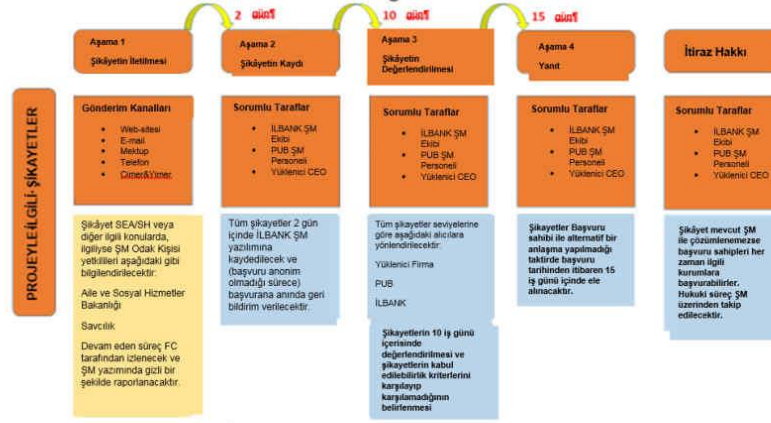 2 gün¶
10 gün¶
15 gün¶
Aşama 1
Şikâyetin İletilmesi
Aşama 2
Şikâyetin Kaydı
Aşama 3
Şikâyetin
Değerlendirilmesi
Aşama 4
Yanıt
İtiraz Hakkı
PROJEYLE İLGİLİ ŞİKAYETLER
Gönderim Kanalları
• Web-sitesi
• E-mail
• Mektup
• Telefon
• Cimer&Yimer
Sorumlu Taraflar
• İLBANK ŞM
Ekibi
• PUB ŞM
Personeli
• Yüklenici CEO
Sorumlu Taraflar
• İLBANK ŞM
Ekibi
• PUB ŞM
Personeli
• Yüklenici CEO
Sorumlu Taraflar
• İLBANK ŞM
Ekibi
• PUB ŞM
Personeli
• Yüklenici CEO
Sorumlu Taraflar
• İLBANK ŞM
Ekibi
• PUB ŞM
Personeli
• Yüklenici CEO
Şikâyet SEA/SH veya
diğer ilgili konularda,
ilgiliyse ŞM Odak Kişisi
yetkilileri aşağıdaki gibi
bilgilendirilecektir:
Aile ve Sosyal Hizmetler
Bakanlığı
Savcılık
Devam eden süreç FC
tarafından izlenecek ve
ŞM yazımında gizli bir
şekilde raporlanacaktır.
Tüm şikayetler 2 gün
içinde İLBANK ŞM
yazılımına
kaydedilecek ve
(başvuru anonim
olmadığı sürece)
başvurana anında geri
bildirim verilecektir.
Tüm şikayetler seviyelerine
göre aşağıdaki alıcılara
yönlendirilecektir:
Yüklenici Firma
PUB
İLBANK
Şikayetlerin 10 iş günü
içerisinde
değerlendirilmesi ve
şikayetlerin kabul
edilebilirlik kriterlerini
karşılayıp
karşılamadığının
belirlenmesi
Şikayetler Başvuru
sahibi ile alternatif bir
anlaşma yapılmadığı
taktirde başvuru
tarihinden itibaren 15
iş günü içinde ele
alınacaktır.
Şikâyet mevcut ŞM
ile çözümlenemezse
başvuru sahipleri her
zaman ilgili
kurumlara
başvurabilirler.
Hukuki süreç ŞM
üzerinden takip
edilecektir.